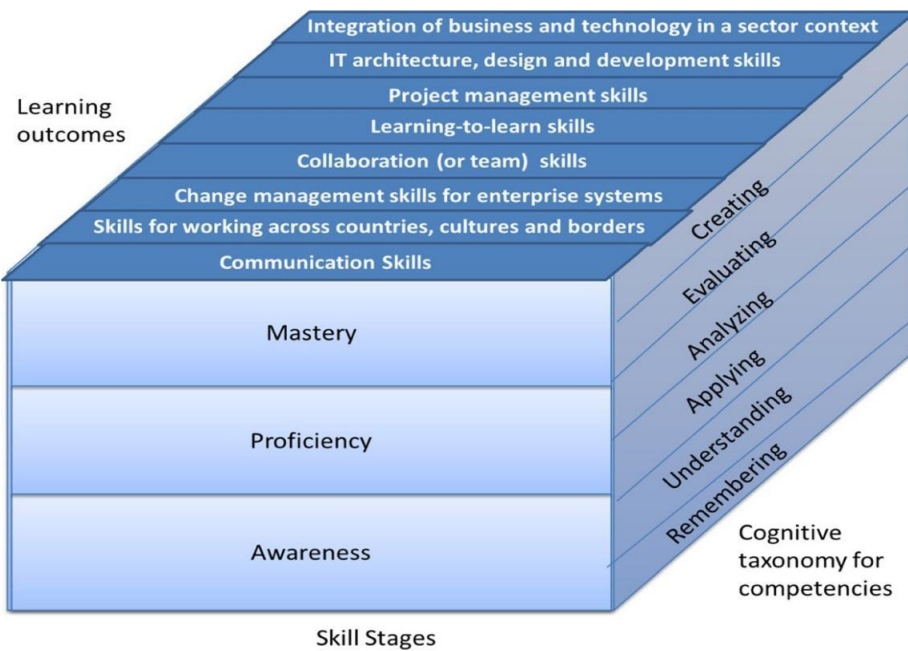 Integration of business and technology in a sector context
IT architecture, design and development skills
Project management skills
Learning-to-learn skills
Collaboration (or team) skills
Change management skills for enterprise systems
Skills for working across countries, cultures and borders
Communication Skills
Learning
outcomes
Mastery
Proficiency
Awareness
Skill Stages
Creating
Evaluating
Analyzing
Applying
Understanding
Remembering
Cognitive
taxonomy for
competencies